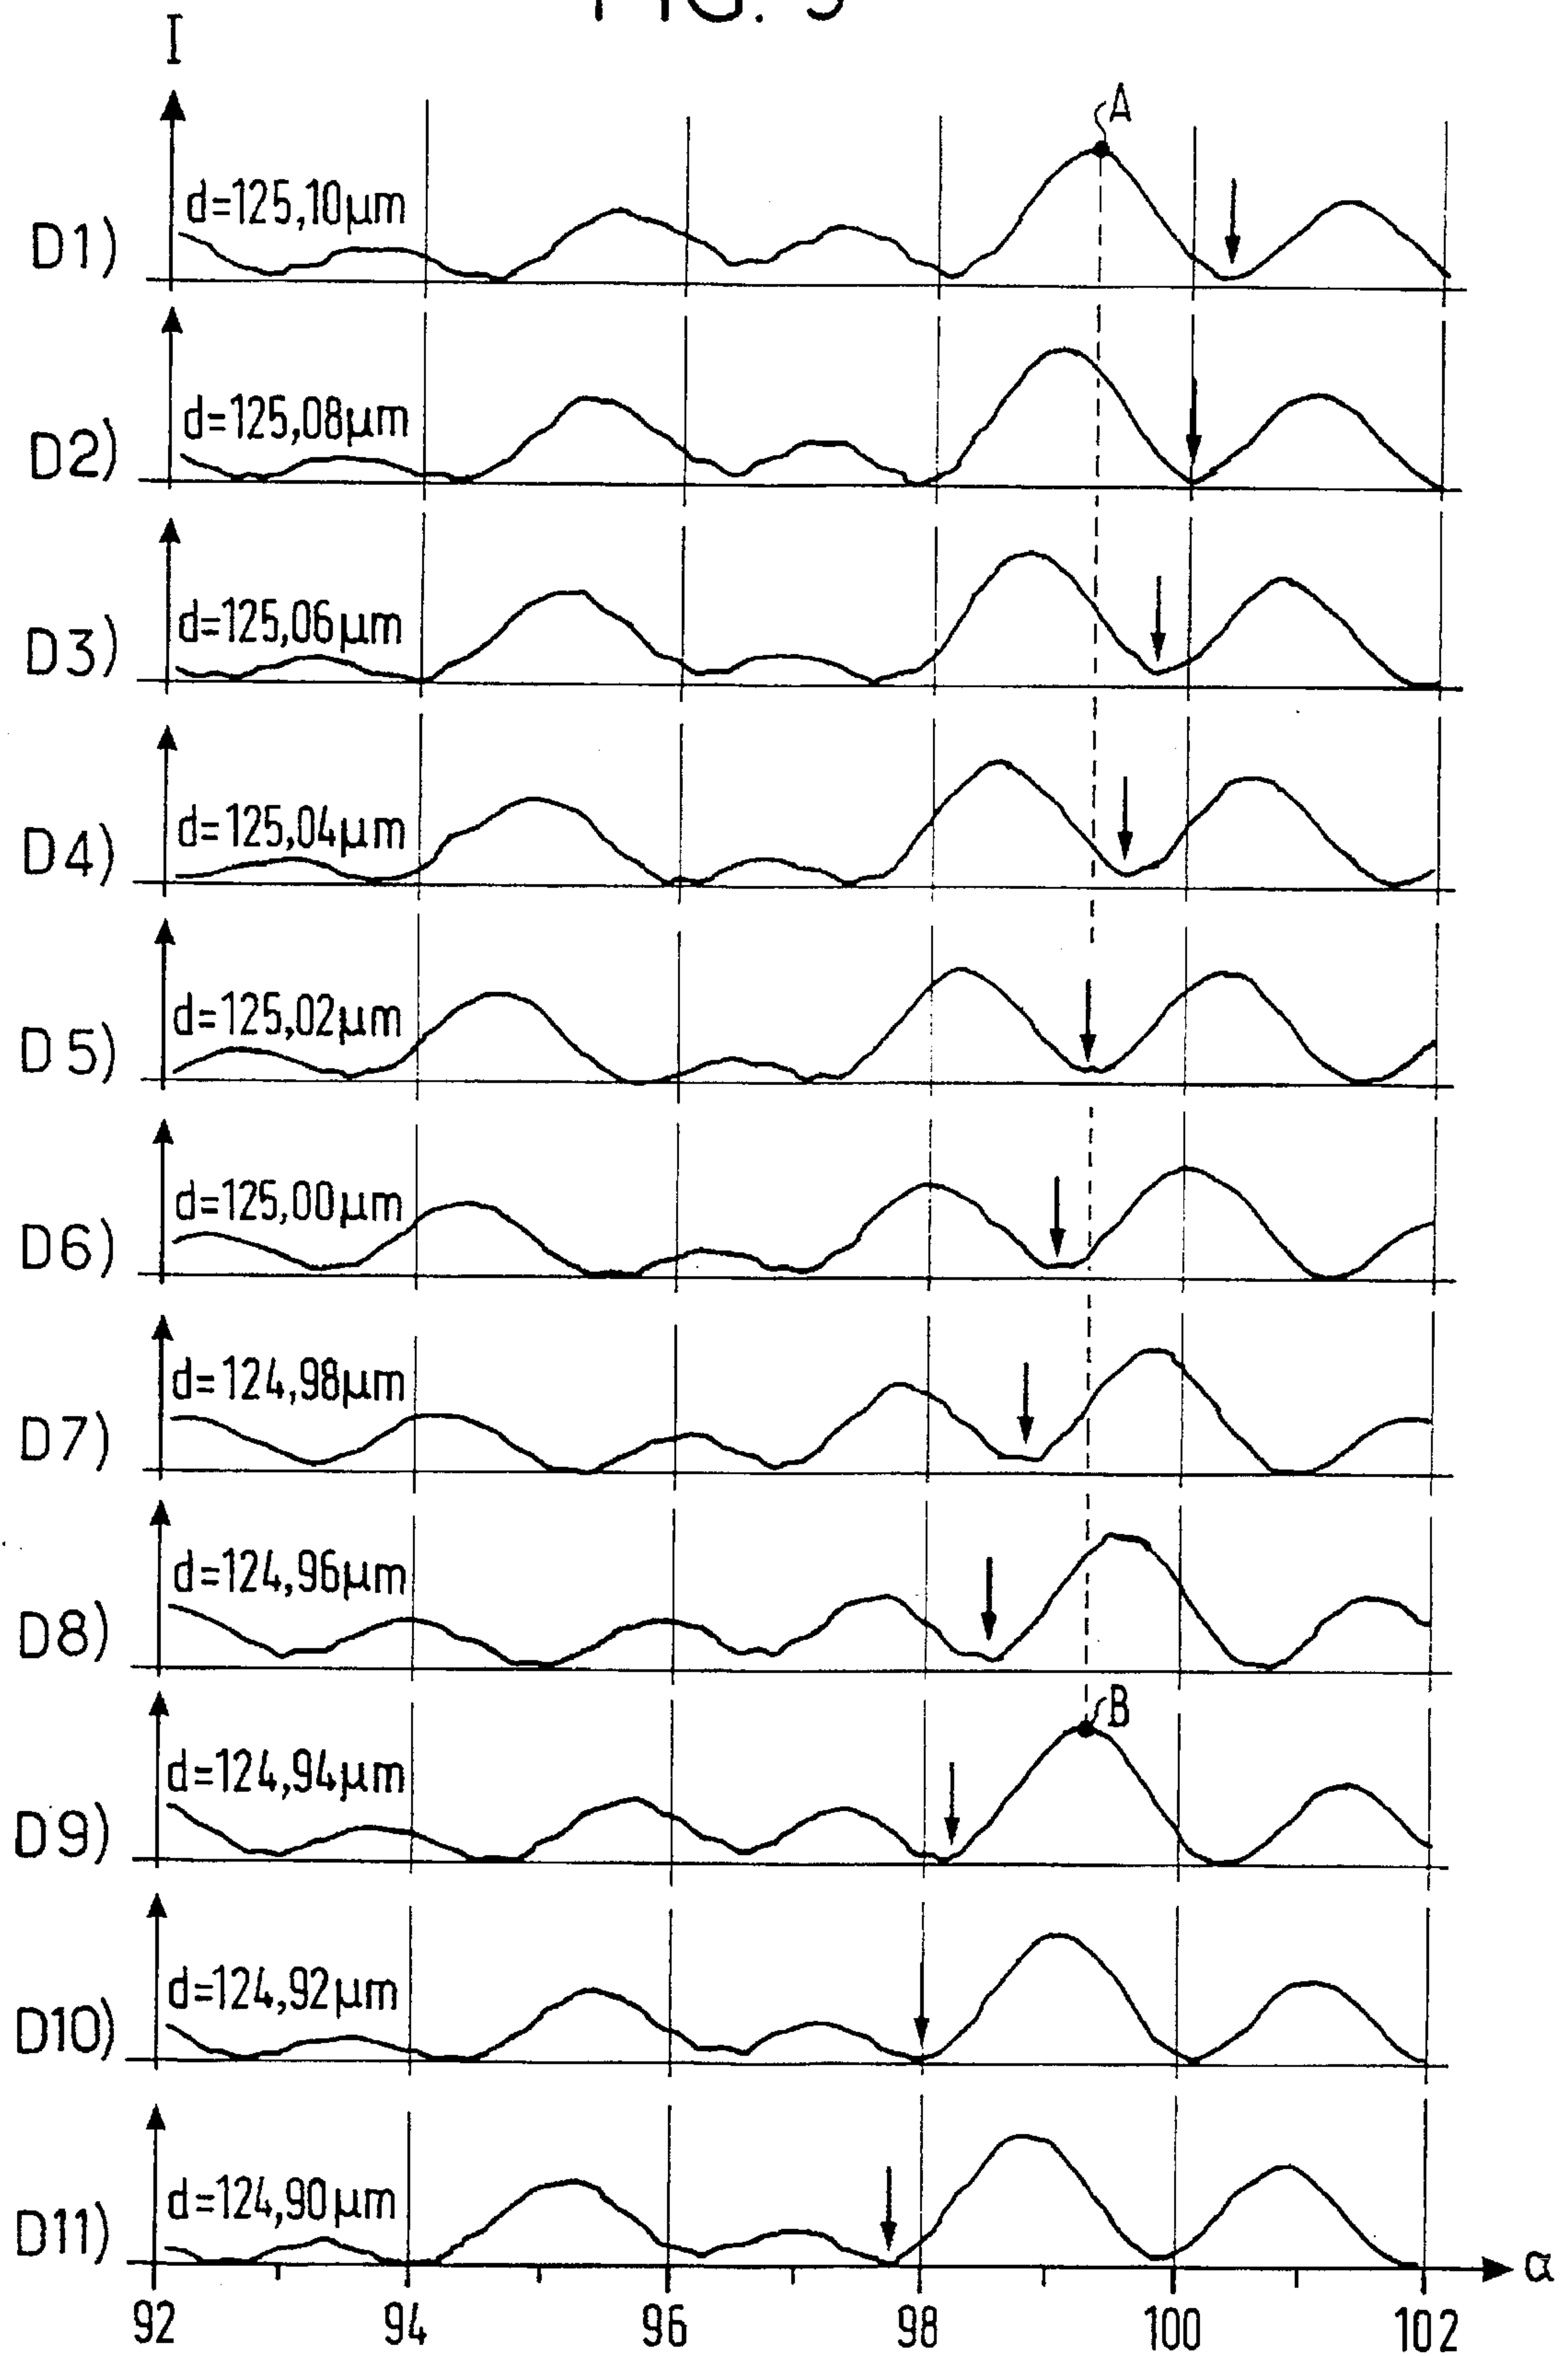 FIG. 9
I
A
D1) d=125,10µm
D2) d=125,08µm
D3) d=125,06µm
D4) d=125,04µm
D5) d=125,02µm
D6) d=125,00µm
D7) d=124,98µm
D8) d=124,96µm
B
D9) d=124,94µm
D10) d=124,92µm
D11) d=124,90µm
α
92 94 96 98 100 102